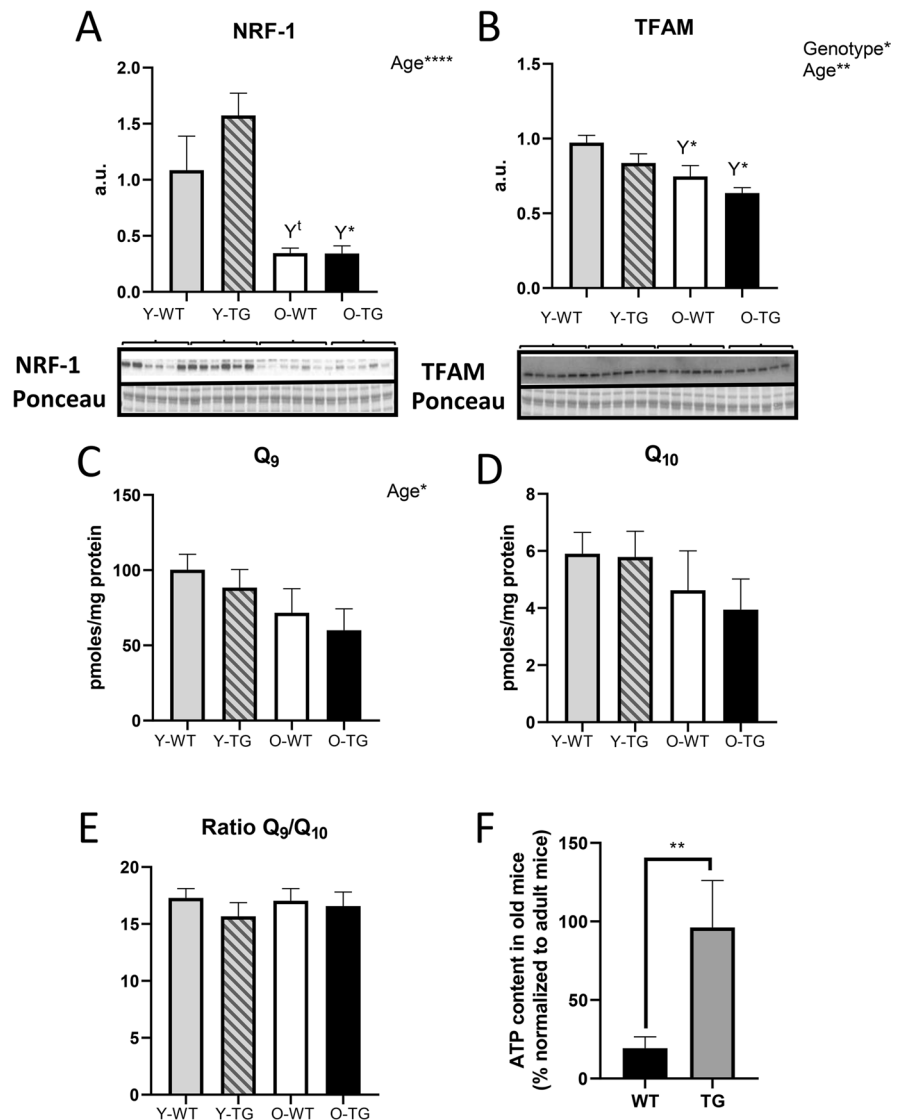 A
NRF-1
Age****
a.u.
2.0
1.5
1.0
0.5
0.0
Yᵗ
Y*
Y-WT
Y-TG
O-WT
O-TG
NRF-1
Ponceau
B
TFAM
Genotype*
Age**
a.u.
1.5
1.0
0.5
0.0
Y*
Y*
Y-WT
Y-TG
O-WT
O-TG
TFAM
Ponceau
C
Q₉
Age*
pmoles/mg protein
150
100
50
0
Y-WT
Y-TG
O-WT
O-TG
D
Q₁₀
pmoles/mg protein
8
6
4
2
0
Y-WT
Y-TG
O-WT
O-TG
E
Ratio Q₉/Q₁₀
20
15
10
5
0
Y-WT
Y-TG
O-WT
O-TG
F
ATP content in old mice
(% normalized to adult mice)
150
100
50
0
**
WT
TG